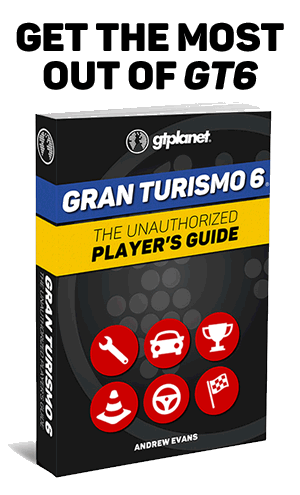 GET THE MOST
OUT OF GT6
gtplanet.
GRAN TURISMO 6®
THE UNAUTHORIZED
PLAYER'S GUIDE
ANDREW EVANS
GRAN TURISMO 6
THE UNAUTHORIZED PLAYER'S GUIDE